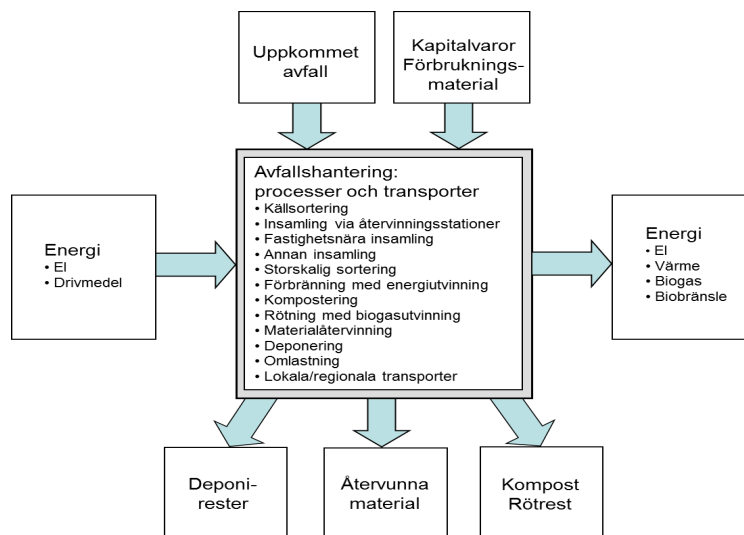 Uppkommet
avfall
Kapitalvaror
Förbruknings-
material
Energi
• El
• Drivmedel
Avfallshantering:
processer och transporter
• Källsortering
• Insamling via återvinningsstationer
• Fastighetsnära insamling
• Annan insamling
• Storskalig sortering
• Förbränning med energiutvinning
• Kompostering
• Rötning med biogasutvinning
• Materialåtervinning
• Deponering
• Omlastning
• Lokala/regionala transporter
Energi
• El
• Värme
• Biogas
• Biobränsle
Deponi-
rester
Återvunna
material
Kompost
Rötrest